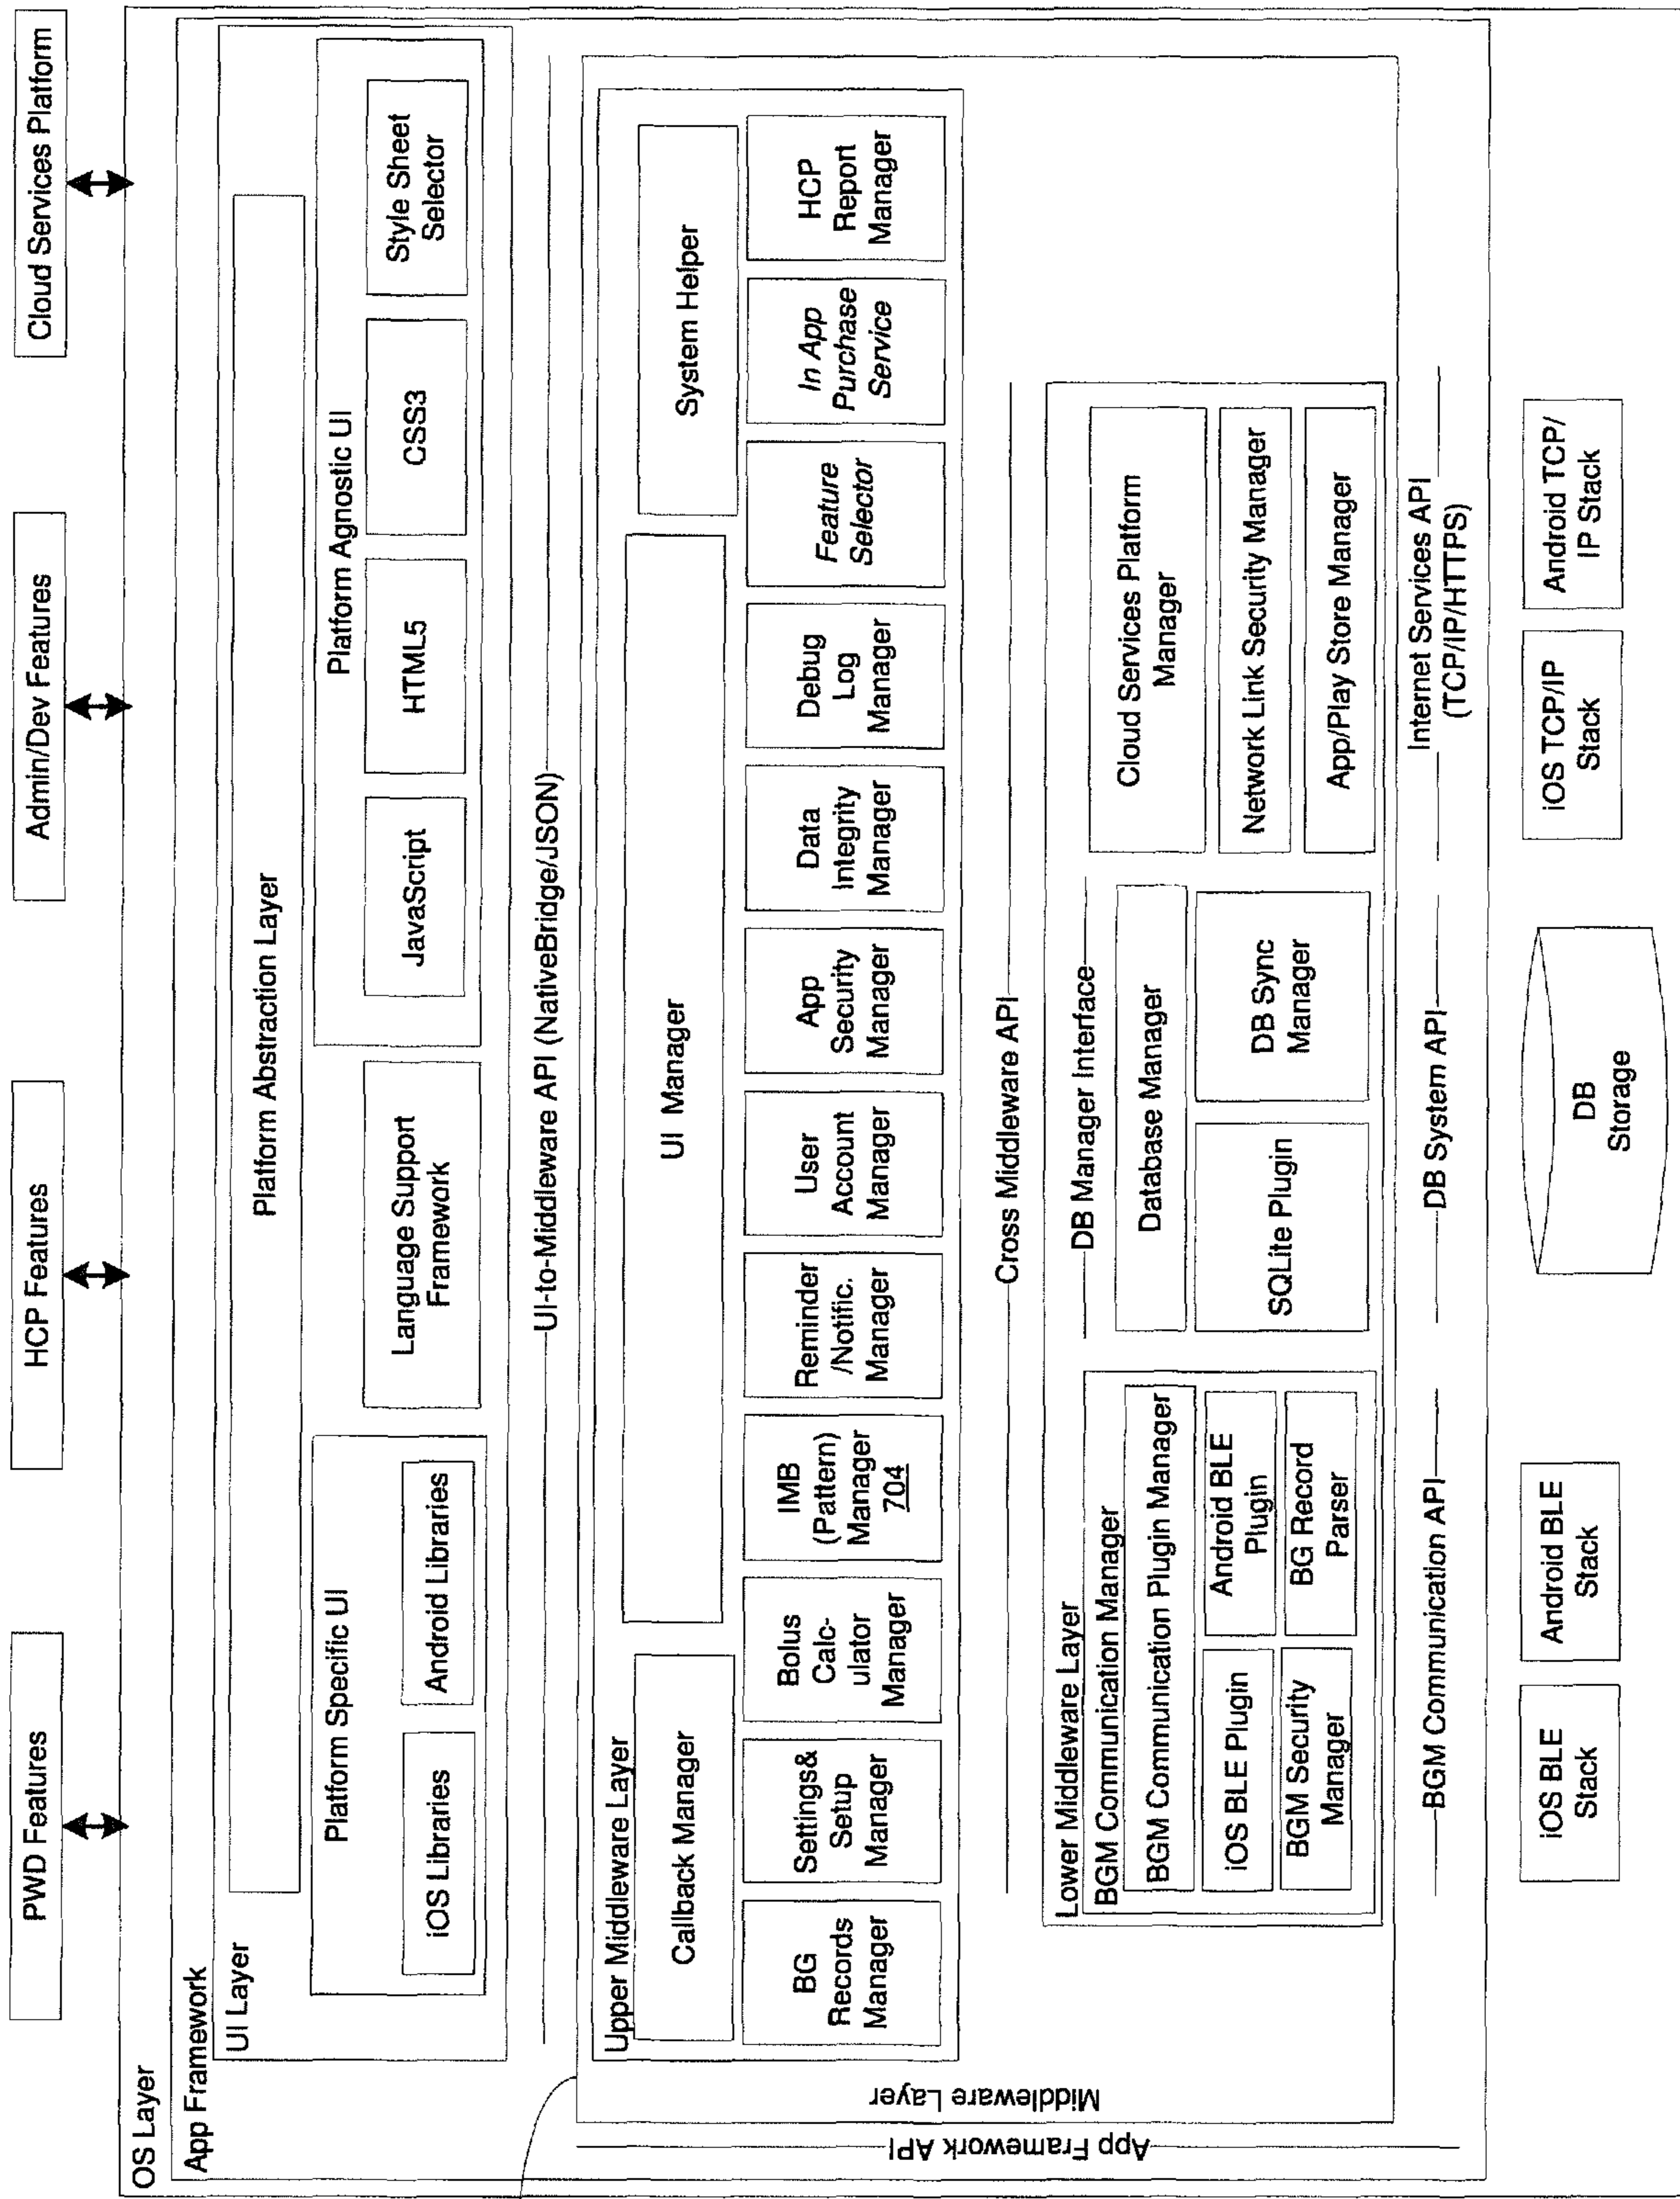 PWD Features
HCP Features
Admin/Dev Features
Cloud Services Platform
OS Layer
App Framework
UI Layer
Platform Abstraction Layer
Platform Specific UI
iOS Libraries
Android Libraries
Language Support
Framework
Platform Agnostic UI
JavaScript
HTML5
CSS3
Style Sheet
Selector
UI-to-Middleware API (NativeBridge/JSON)
App Framework API
Middleware Layer
Upper Middleware Layer
Callback Manager
UI Manager
System Helper
BG
Records
Manager
Settings&
Setup
Manager
Bolus
Calc-
ulator
Manager
IMB
(Pattern)
Manager
704
Reminder
/Notific.
Manager
User
Account
Manager
App
Security
Manager
Data
Integrity
Manager
Debug
Log
Manager
Feature
Selector
In App
Purchase
Service
HCP
Report
Manager
Cross Middleware API
Lower Middleware Layer
BGM Communication Manager
BGM Communication Plugin Manager
iOS BLE Plugin
Android BLE
Plugin
BGM Security
Manager
BG Record
Parser
DB Manager Interface
Database Manager
SQLite Plugin
DB Sync
Manager
Cloud Services Platform
Manager
Network Link Security Manager
App/Play Store Manager
BGM Communication API
DB System API
Internet Services API
(TCP/IP/HTTPS)
iOS BLE
Stack
Android BLE
Stack
DB
Storage
iOS TCP/IP
Stack
Android TCP/
IP Stack